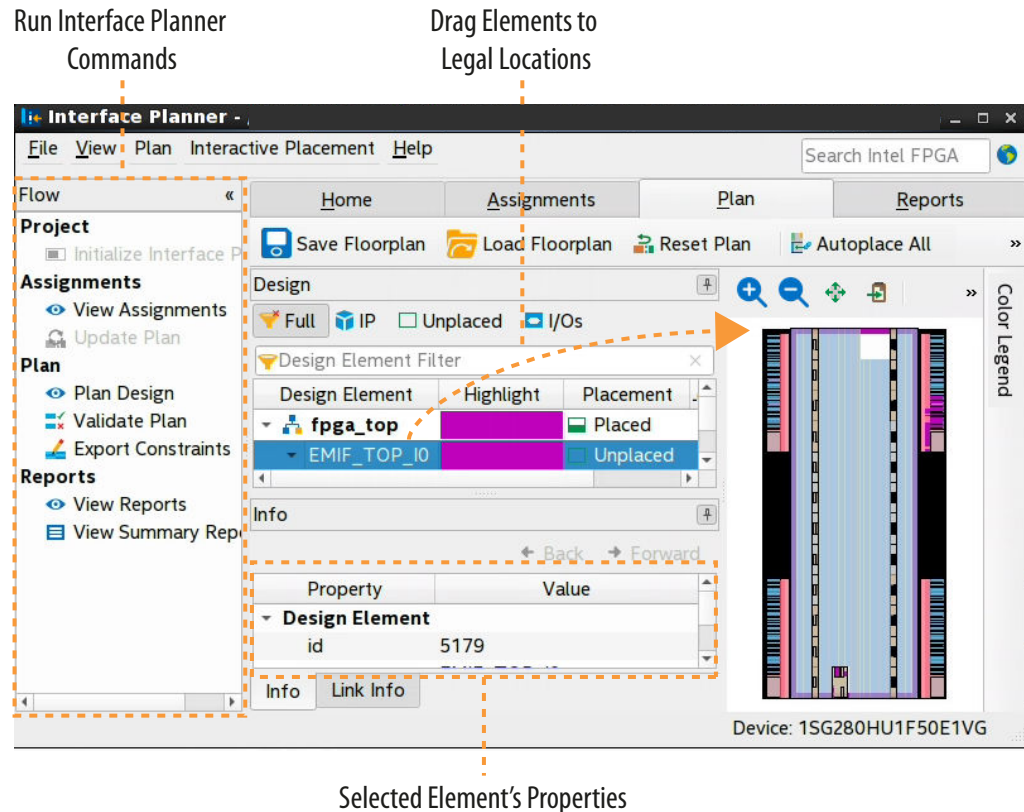 Run Interface Planner
Commands
Drag Elements to
Legal Locations
Interface Planner -
File View Plan Interactive Placement Help
Search Intel FPGA
Flow «
Home Assignments Plan Reports
Project
Initialize Interface P
Save Floorplan Load Floorplan Reset Plan Autoplace All »
Assignments
View Assignments
Update Plan
Plan
Plan Design
Validate Plan
Export Constraints
Reports
View Reports
View Summary Repo
Design
Full IP Unplaced I/Os
Design Element Filter
Design Element Highlight Placement
fpga_top Placed
EMIF_TOP_I0 Unplaced
Info
Back Forward
Property Value
Design Element
id 5179
Info Link Info
»
Color Legend
Device: 1SG280HU1F50E1VG
Selected Element's Properties